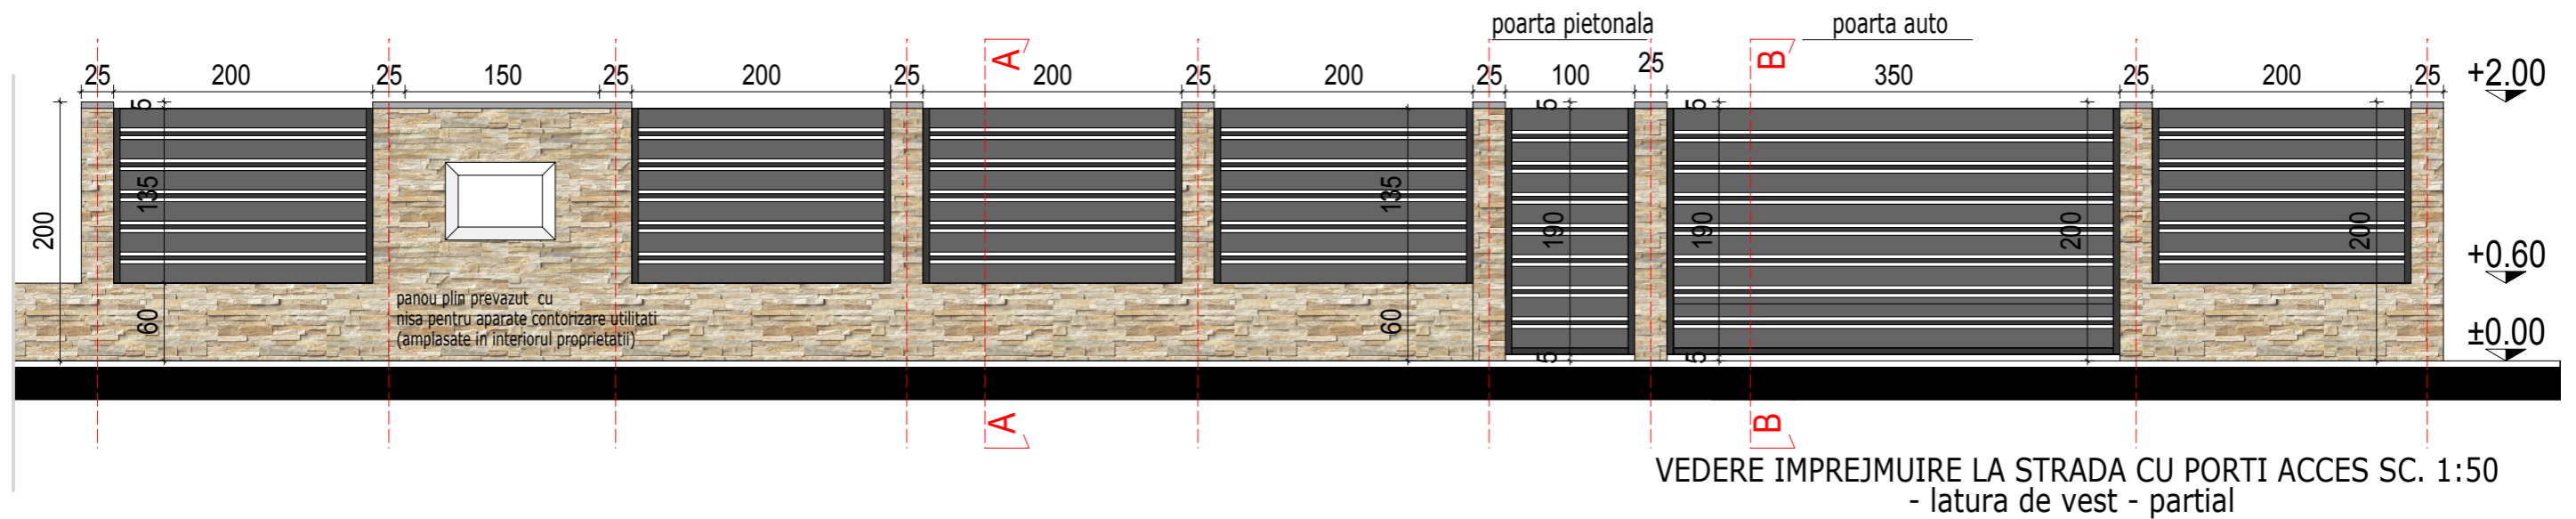 poarta pietonala
poarta auto
A
B
25 200 25 150 25 200 25 200 25 200 25 100 25 350 25 200 25
+2.00
5
5
5
135
135
190
190
200
200
200
+0.60
panou plin prevazut cu
nisa pentru aparate contorizare utilitati
(amplasate in interiorul proprietatii)
60
60
±0.00
5
5
A
B
VEDERE IMPREJMUIRE LA STRADA CU PORTI ACCES SC. 1:50
- latura de vest - partial